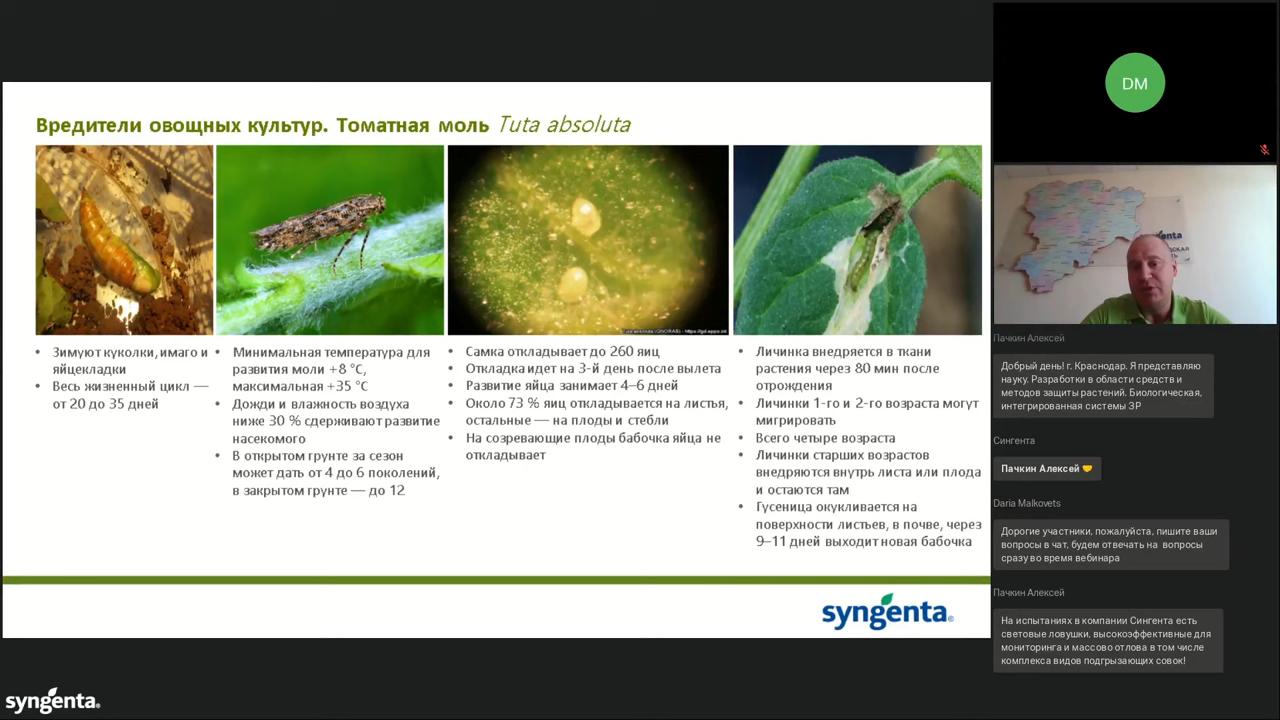 Вредители овощных культур. Томатная моль Tuta absoluta
• Зимуют куколки, имаго и
яйцекладки
• Весь жизненный цикл —
от 20 до 35 дней
• Минимальная температура для
развития моли +8 °C,
максимальная +35 °C
• Дожди и влажность воздуха
ниже 30 % сдерживают развитие
насекомого
• В открытом грунте за сезон
может дать от 4 до 6 поколений,
в закрытом грунте — до 12
• Самка откладывает до 260 яиц
• Откладка идет на 3-й день после вылета
• Развитие яйца занимает 4–6 дней
• Около 73 % яиц откладывается на листья,
остальные — на плоды и стебли
• На созревающие плоды бабочка яйца не
откладывает
• Личинка внедряется в ткани
растения через 80 мин после
отрождения
• Личинки 1-го и 2-го возраста могут
мигрировать
• Всего четыре возраста
• Личинки старших возрастов
внедряются внутрь листа или плода
и остаются там
• Гусеница окукливается на
поверхности листьев, в почве, через
9–11 дней выходит новая бабочка
syngenta
syngenta
DM
Пачкин Алексей
Добрый день! г. Краснодар. Я представляю
науку. Разработки в области средств и
методов защиты растений. Биологическая,
интегрированная системы ЗР
Сингента
Пачкин Алексей 🤝
Daria Malkovets
Дорогие участники, пожалуйста, пишите ваши
вопросы в чат, будем отвечать на вопросы
сразу во время вебинара
Пачкин Алексей
На испытаниях в компании Сингента есть
световые ловушки, высокоэффективные для
мониторинга и массово отлова в том числе
комплекса видов подгрызающих совок!